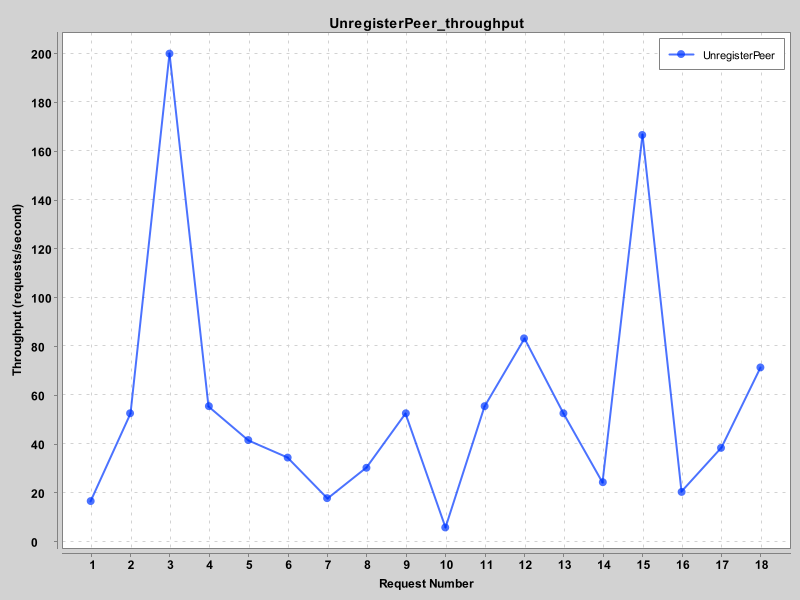 UnregisterPeer_throughput
UnregisterPeer
Throughput (requests/second)
200
180
160
140
120
100
80
60
40
20
0
1 2 3 4 5 6 7 8 9 10 11 12 13 14 15 16 17 18
Request Number